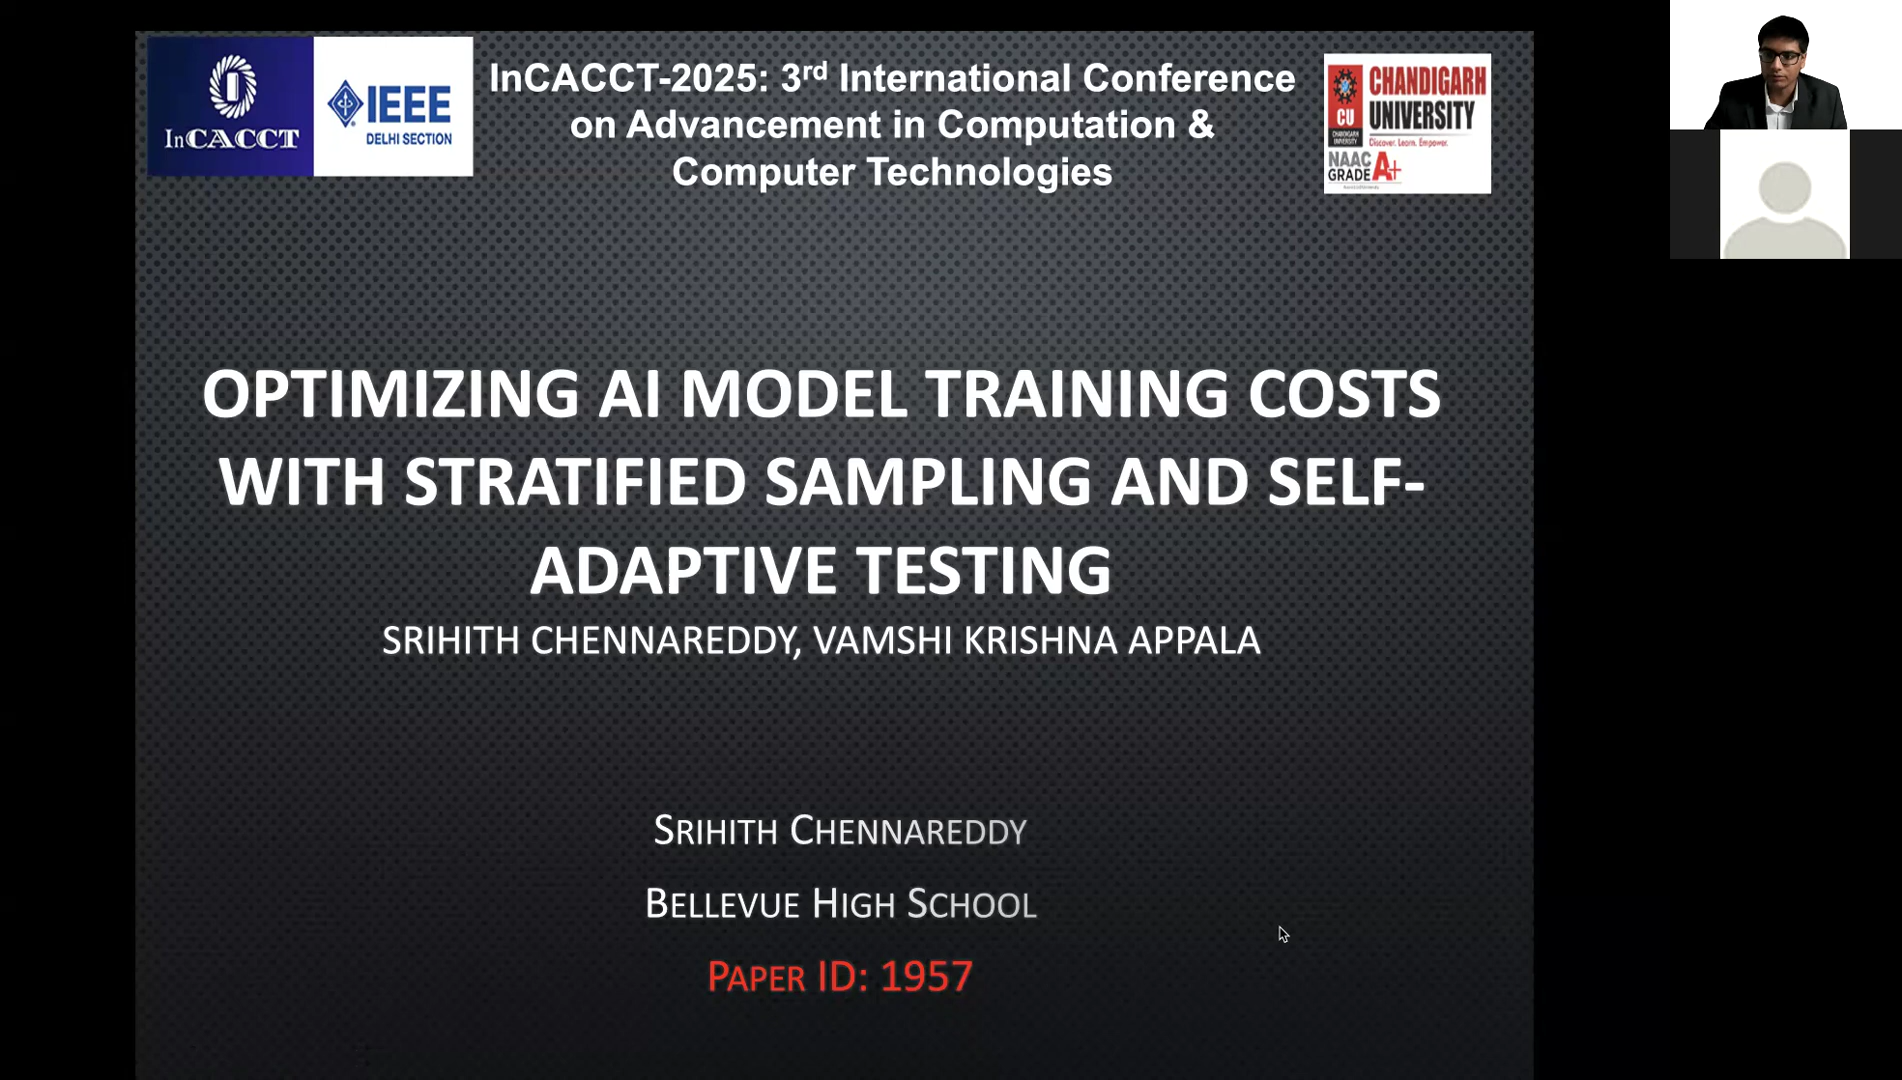 InCACCT
IEEE
DELHI SECTION
InCACCT-2025: 3rd International Conference
on Advancement in Computation &
Computer Technologies
CU
CHANDIGARH
UNIVERSITY
Discover. Learn. Empower.
NAAC
GRADE A+
OPTIMIZING AI MODEL TRAINING COSTS
WITH STRATIFIED SAMPLING AND SELF-
ADAPTIVE TESTING
SRIHITH CHENNAREDDY, VAMSHI KRISHNA APPALA
SRIHITH CHENNAREDDY
BELLEVUE HIGH SCHOOL
PAPER ID: 1957